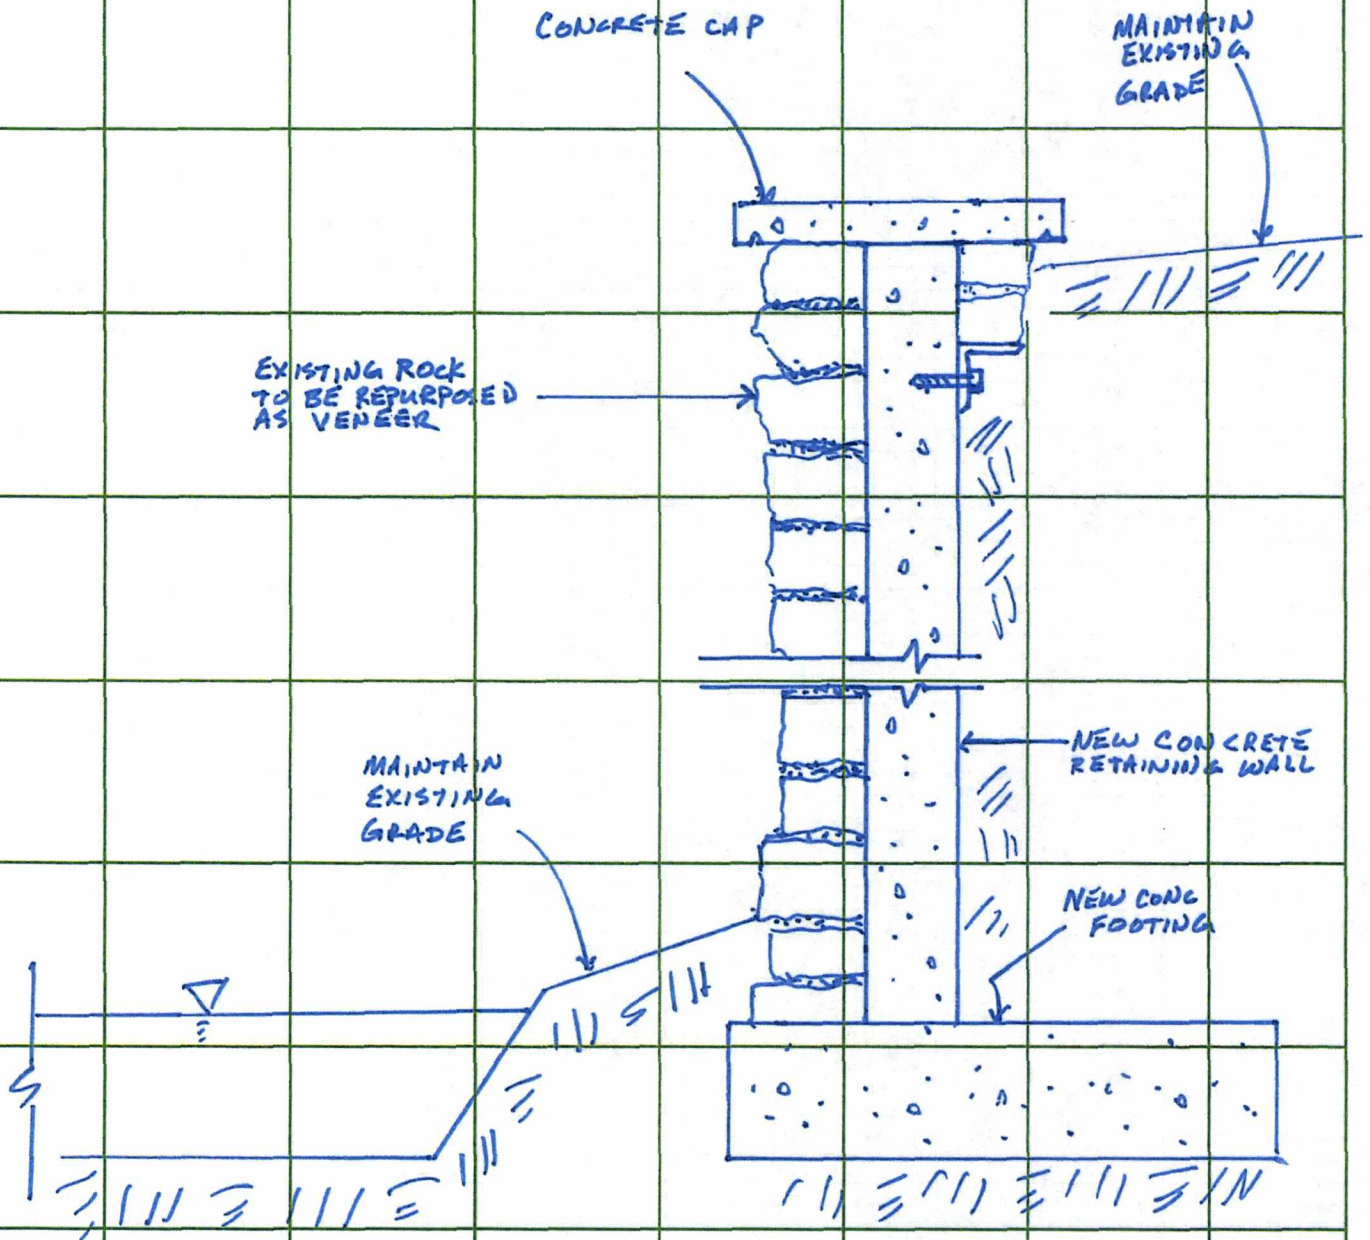 CONCRETE CAP
MAINTAIN
EXISTING
GRADE
EXISTING ROCK
TO BE REPURPOSED
AS VENEER
NEW CONCRETE
RETAINING WALL
MAINTAIN
EXISTING
GRADE
NEW CONC
FOOTING